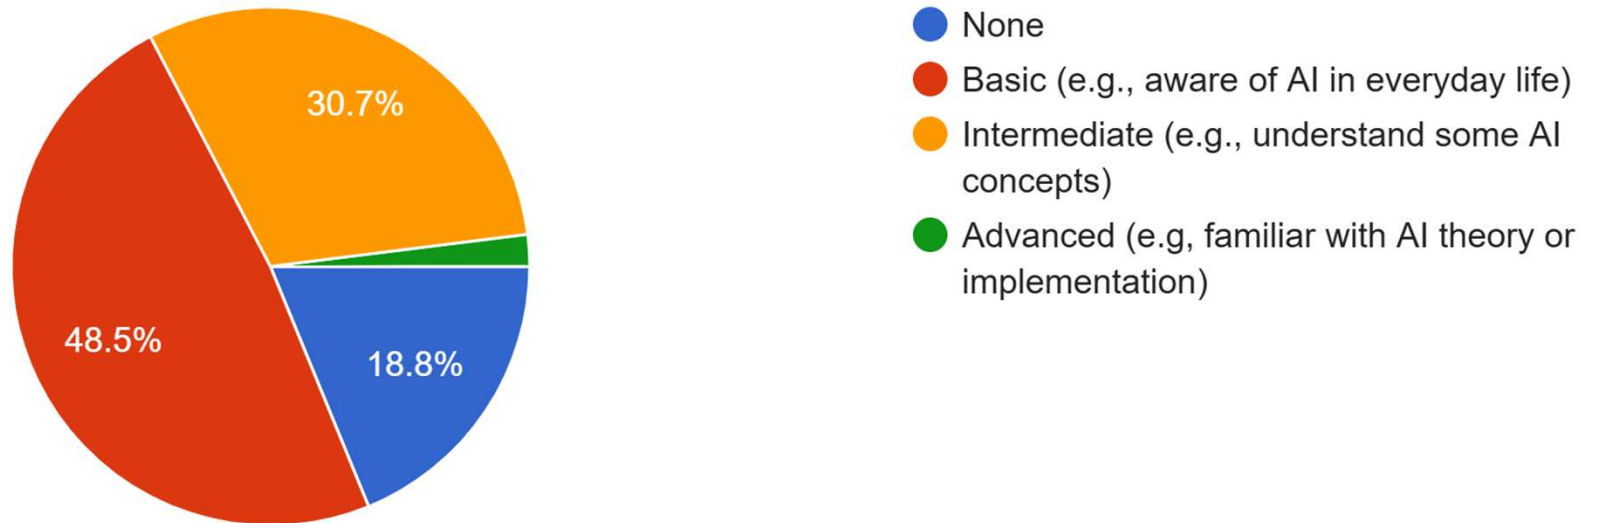 30.7%
48.5%
18.8%
None
Basic (e.g., aware of AI in everyday life)
Intermediate (e.g., understand some AI
concepts)
Advanced (e.g, familiar with AI theory or
implementation)